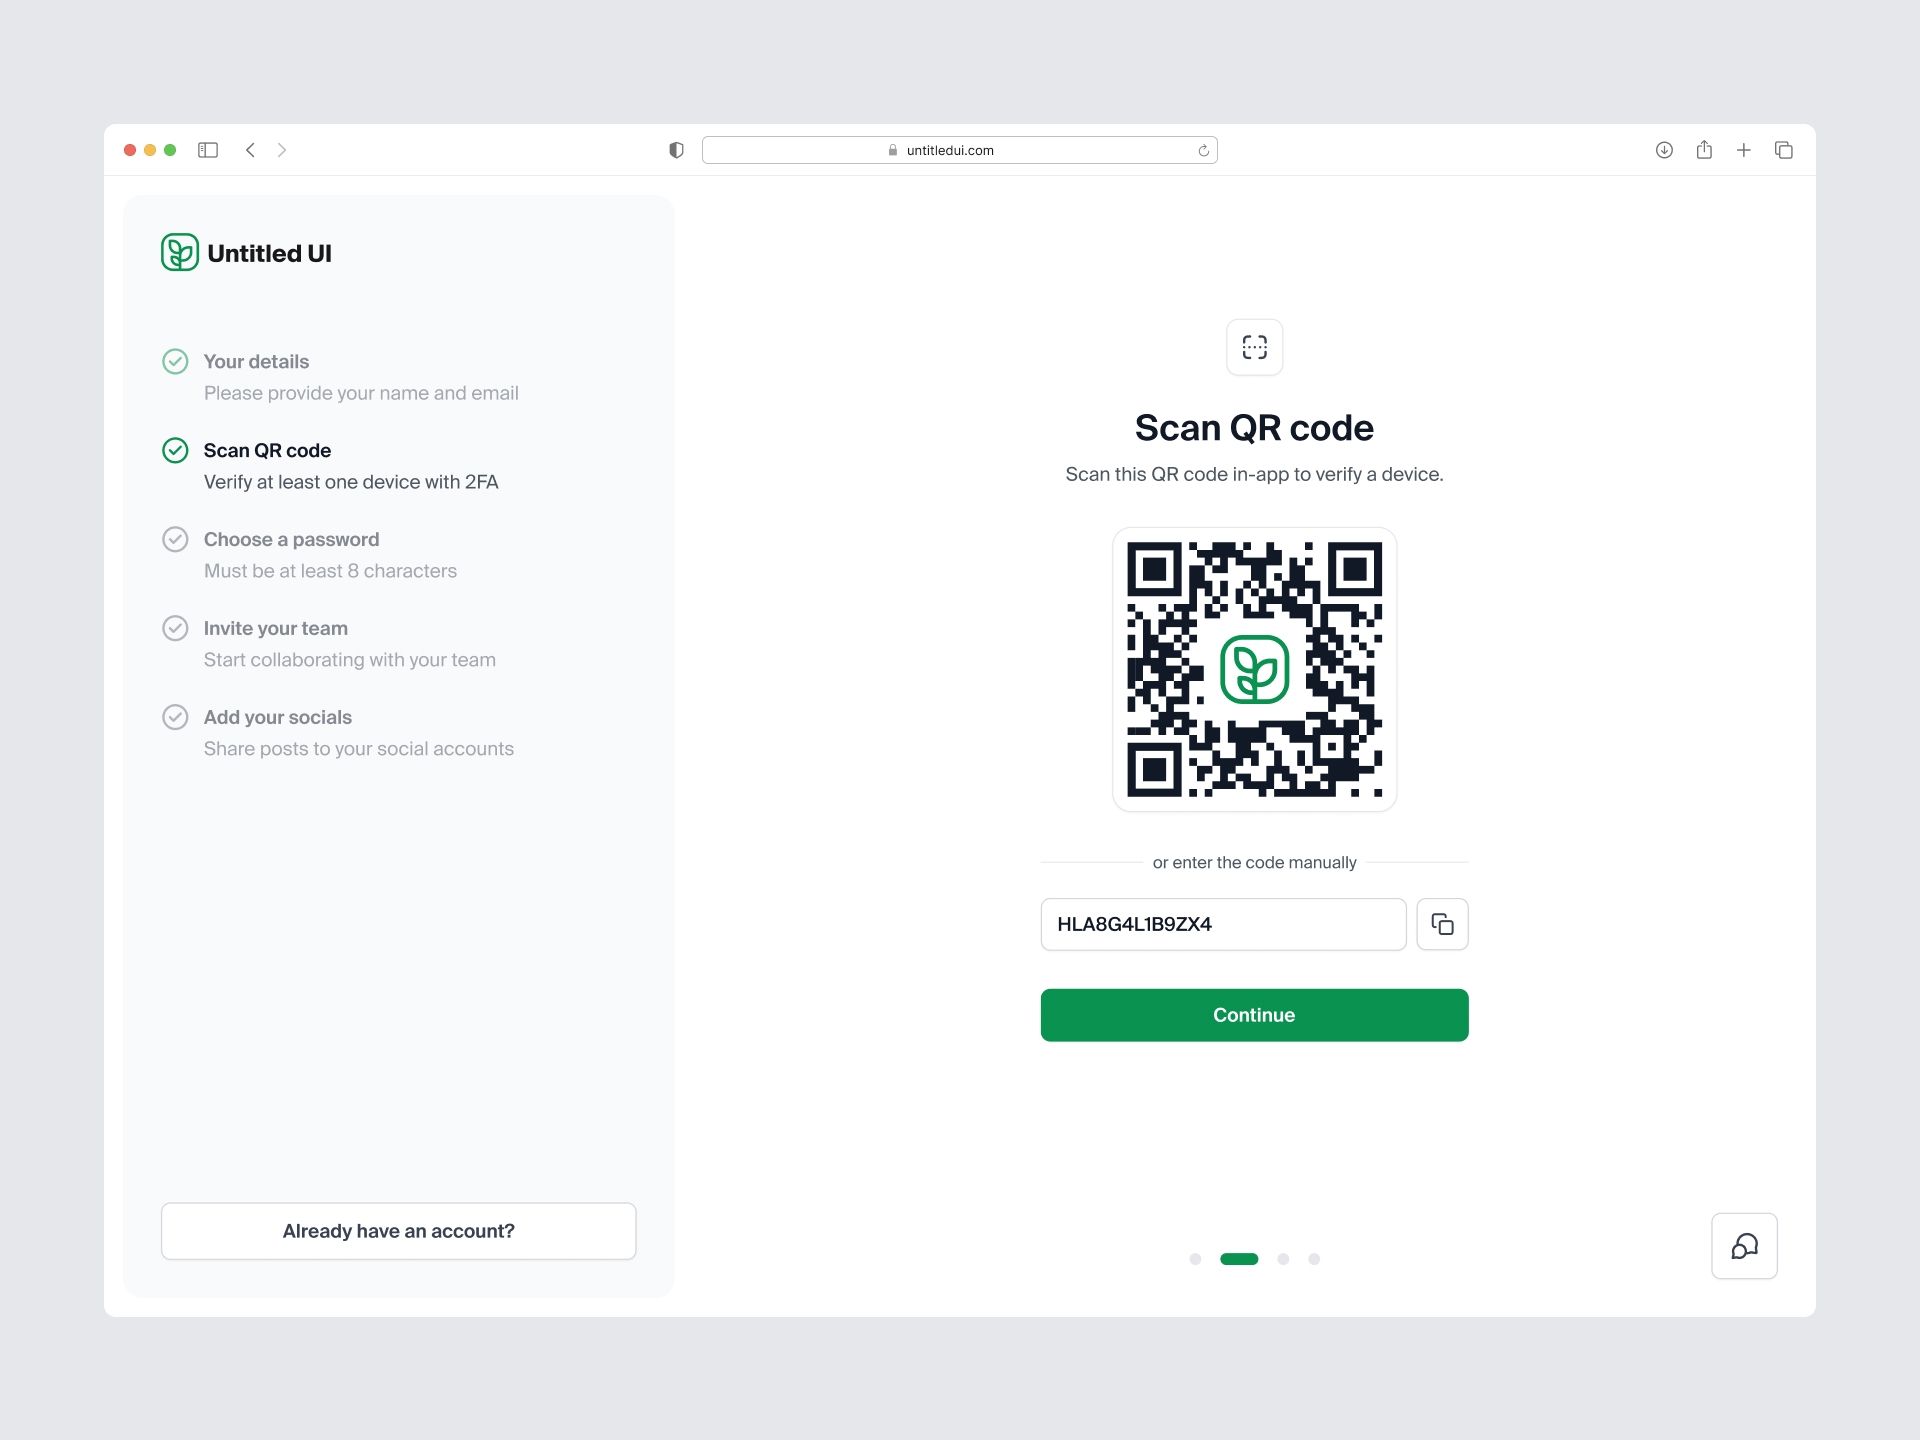 untitledui.com
Untitled UI
Your details
Please provide your name and email
Scan QR code
Verify at least one device with 2FA
Choose a password
Must be at least 8 characters
Invite your team
Start collaborating with your team
Add your socials
Share posts to your social accounts
Already have an account?
Scan QR code
Scan this QR code in-app to verify a device.
or enter the code manually
HLA8G4L1B9ZX4
Continue